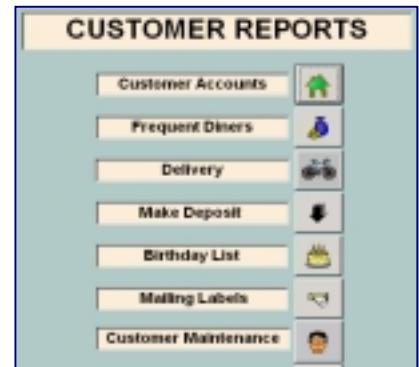 CUSTOMER REPORTS
Customer Accounts
Frequent Diners
Delivery
Make Deposit
Birthday List
Mailing Labels
Customer Maintenance